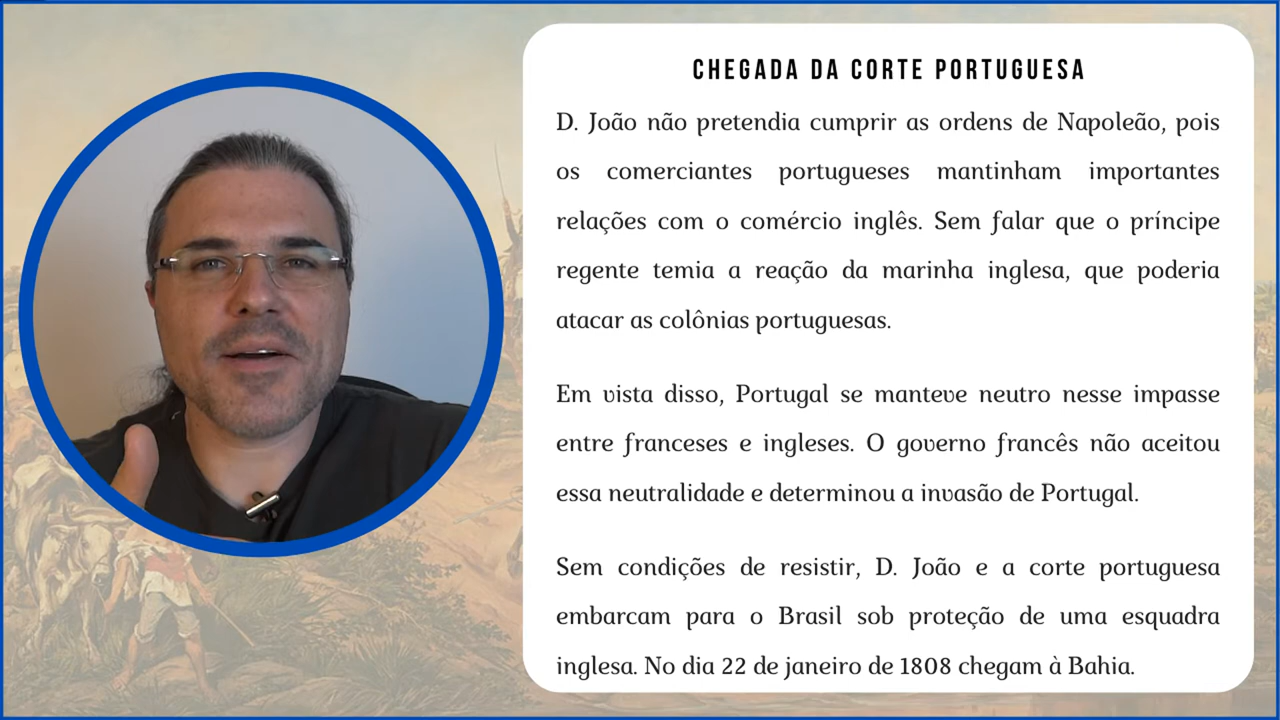 CHEGADA DA CORTE PORTUGUESA
D. João não pretendia cumprir as ordens de Napoleão, pois
os comerciantes portugueses mantinham importantes
relações com o comércio inglês. Sem falar que o príncipe
regente temia a reação da marinha inglesa, que poderia
atacar as colônias portuguesas.
Em vista disso, Portugal se manteve neutro nesse impasse
entre franceses e ingleses. O governo francês não aceitou
essa neutralidade e determinou a invasão de Portugal.
Sem condições de resistir, D. João e a corte portuguesa
embarcam para o Brasil sob proteção de uma esquadra
inglesa. No dia 22 de janeiro de 1808 chegam à Bahia.